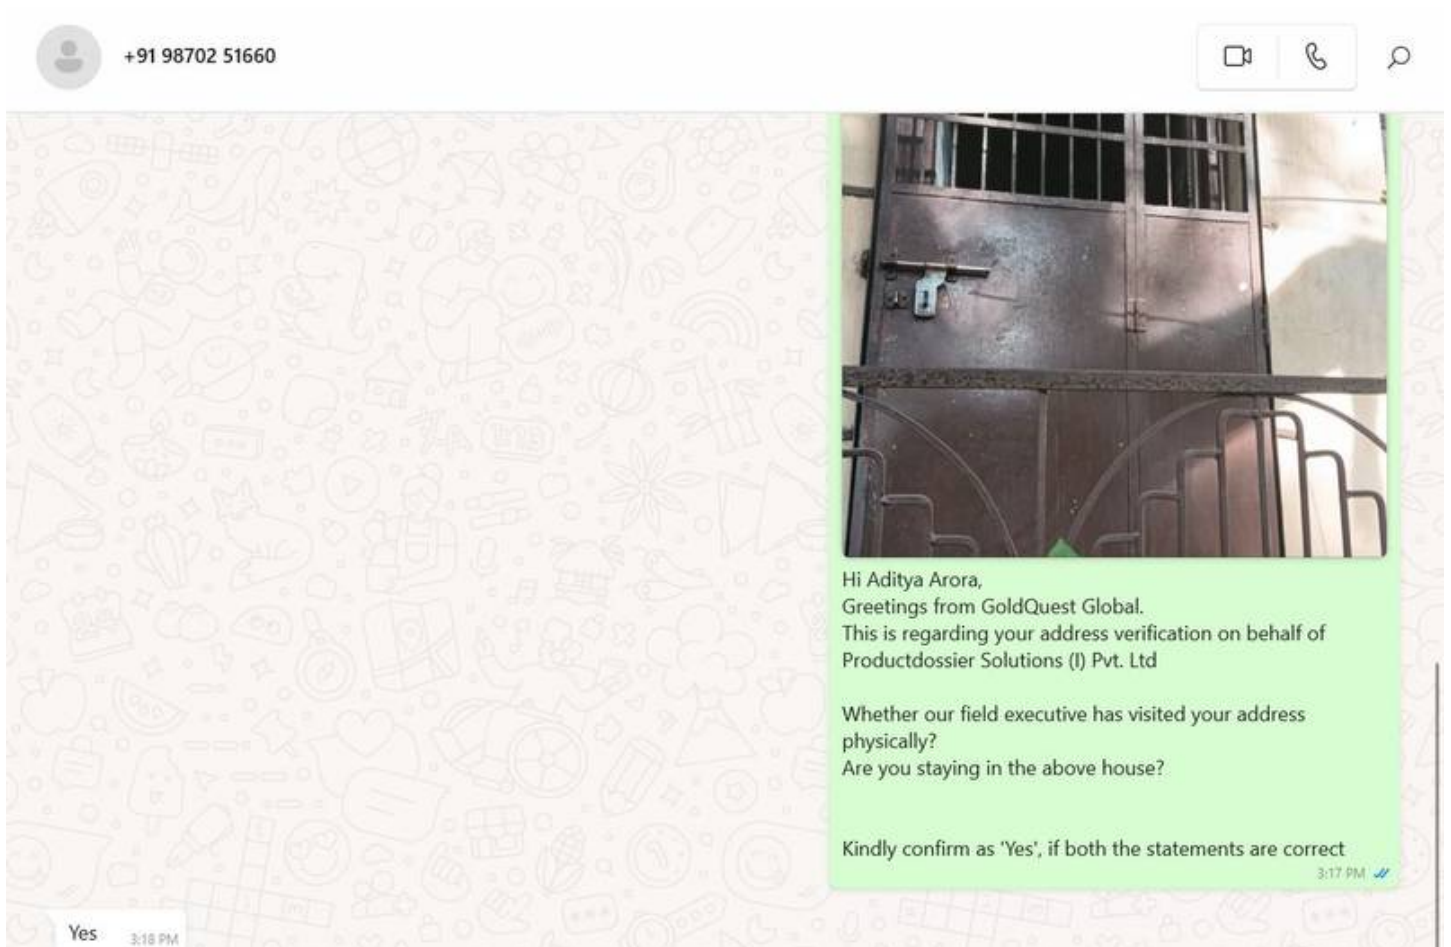 +91 98702 51660
Hi Aditya Arora,
Greetings from GoldQuest Global.
This is regarding your address verification on behalf of
Productdossier Solutions (I) Pvt. Ltd
Whether our field executive has visited your address
physically?
Are you staying in the above house?
Kindly confirm as 'Yes', if both the statements are correct
3:17 PM
Yes
3:18 PM